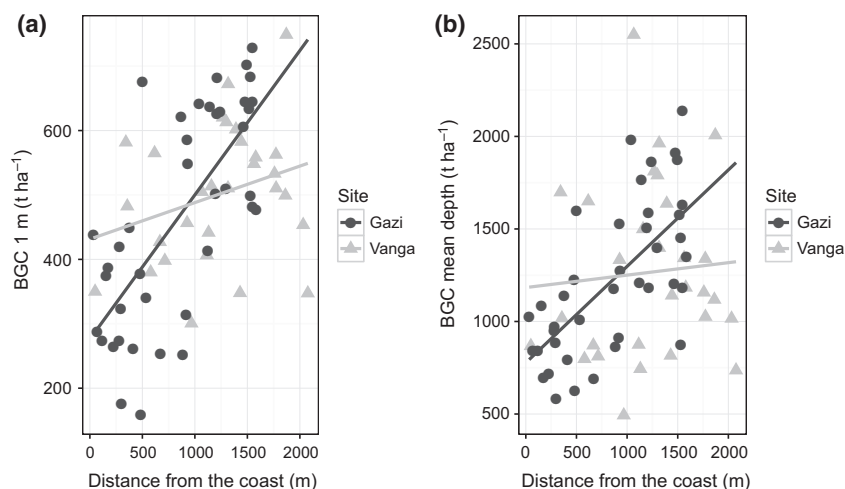 (a)
BGC 1 m (t ha⁻¹)
600
400
200
0 500 1000 1500 2000
Distance from the coast (m)
Site
Gazi
Vanga
(b)
BGC mean depth (t ha⁻¹)
2500
2000
1500
1000
500
0 500 1000 1500 2000
Distance from the coast (m)
Site
Gazi
Vanga